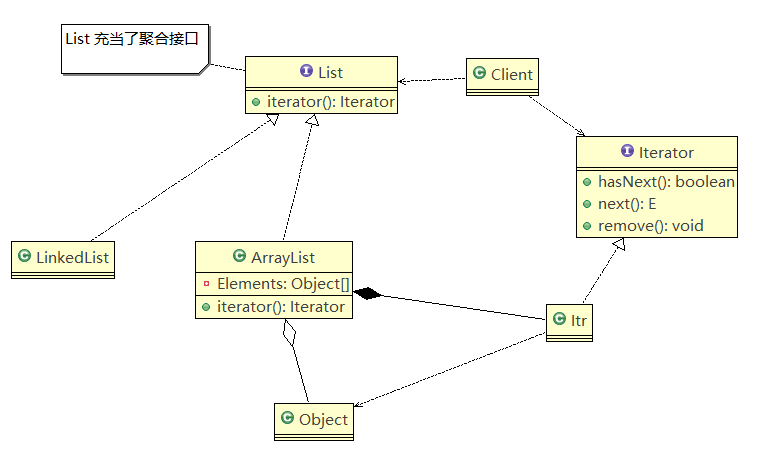 List 充当了聚合接口
I List
iterator(): Iterator
C Client
I Iterator
hasNext(): boolean
next(): E
remove(): void
C LinkedList
C ArrayList
Elements: Object[]
iterator(): Iterator
C Itr
C Object